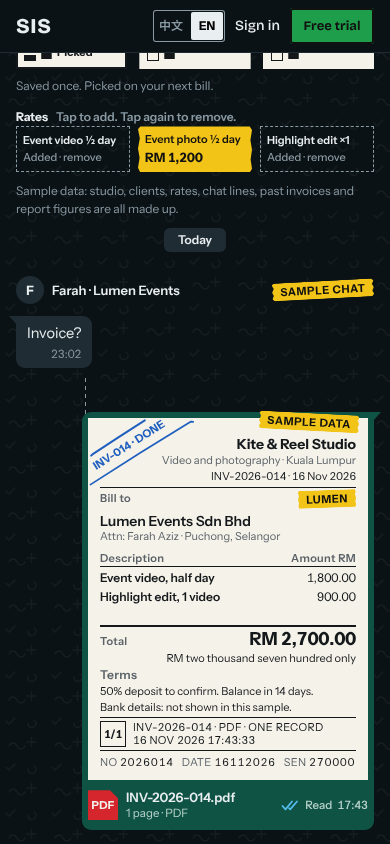 SIS
中文 EN Sign in Free trial
Picked
Saved once. Picked on your next bill.
Rates Tap to add. Tap again to remove.
Event video ½ day
Added · remove
Event photo ½ day
RM 1,200
Highlight edit ×1
Added · remove
Sample data: studio, clients, rates, chat lines, past invoices and
report figures are all made up.
Today
F Farah · Lumen Events
SAMPLE CHAT
Invoice?
23:02
SAMPLE DATA
INV-014 · DONE
Kite & Reel Studio
Video and photography · Kuala Lumpur
INV-2026-014 · 16 Nov 2026
Bill to
LUMEN
Lumen Events Sdn Bhd
Attn: Farah Aziz · Puchong, Selangor
Description Amount RM
Event video, half day 1,800.00
Highlight edit, 1 video 900.00
Total RM 2,700.00
RM two thousand seven hundred only
Terms
50% deposit to confirm. Balance in 14 days.
Bank details: not shown in this sample.
1/1
INV-2026-014 · PDF · ONE RECORD
16 NOV 2026 17:43:33
NO 2026014 DATE 16112026 SEN 270000
PDF
INV-2026-014.pdf
1 page · PDF
Read 17:43